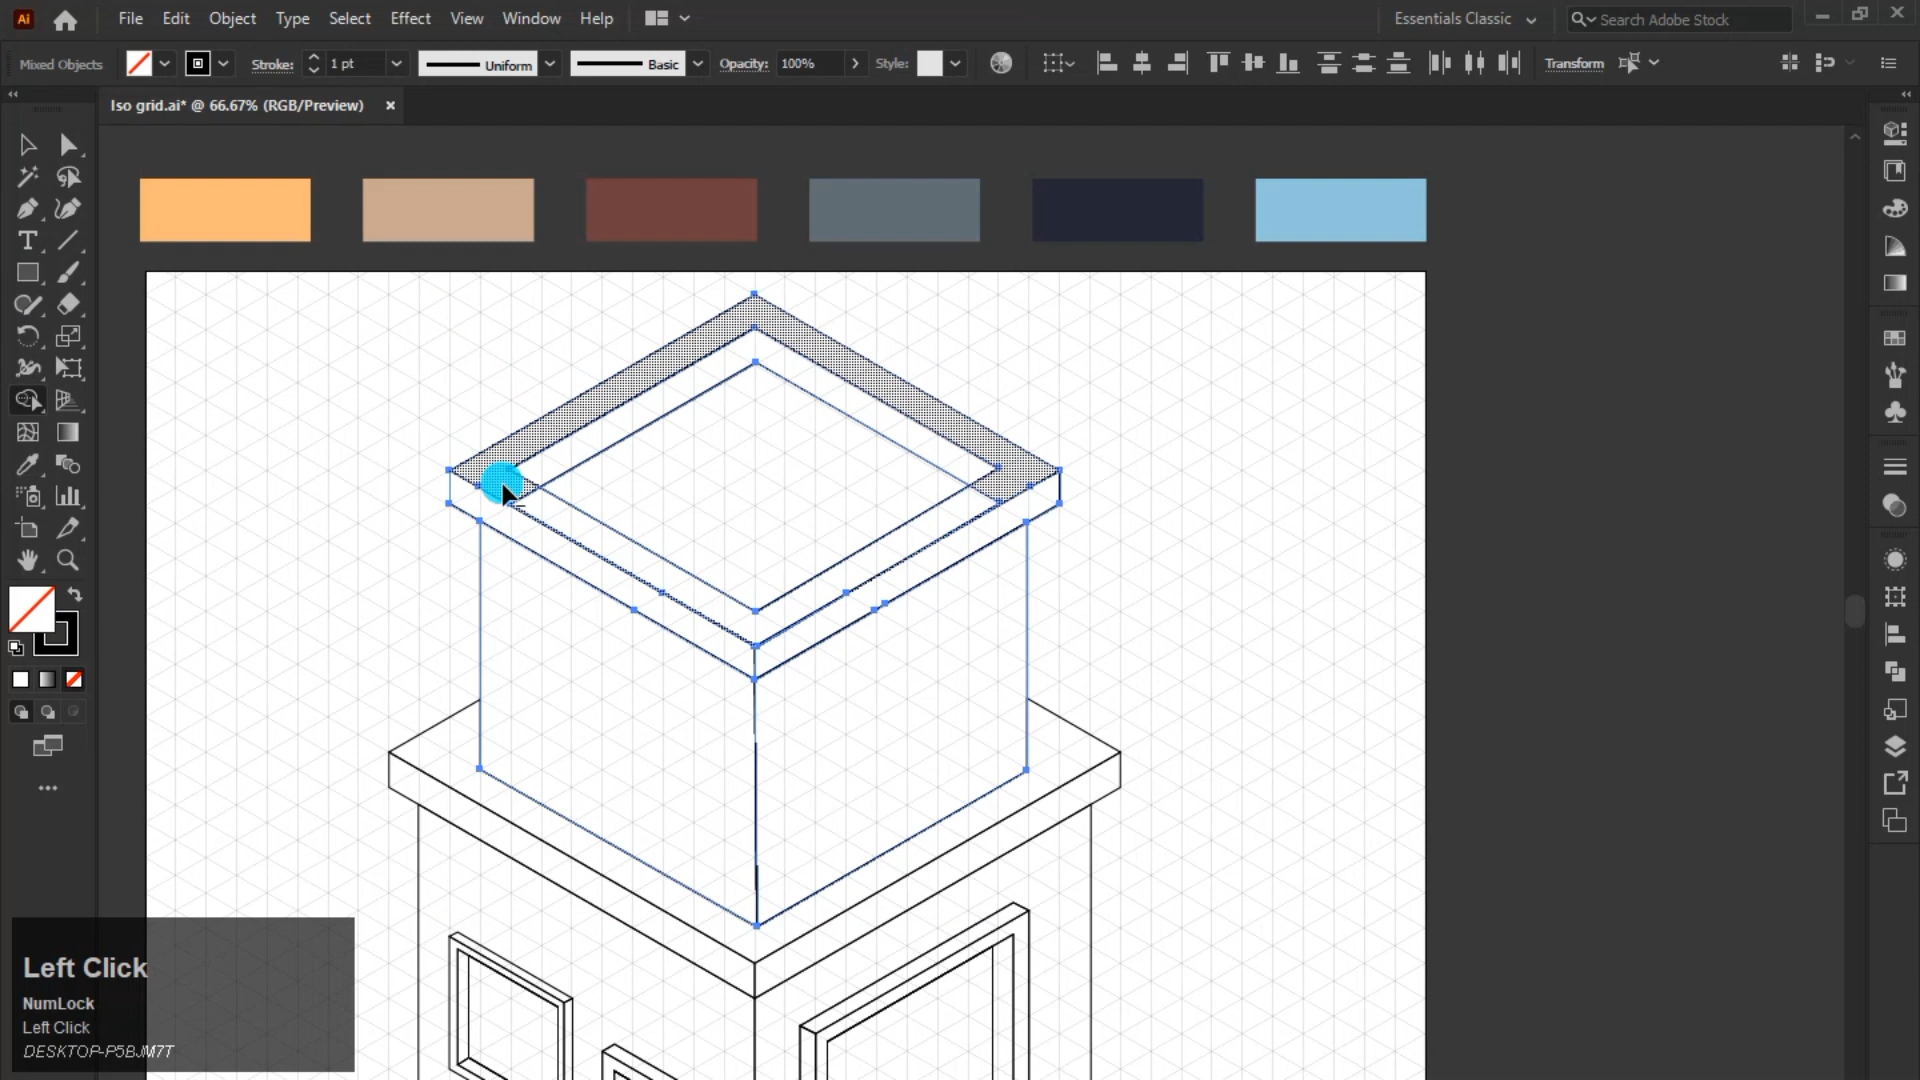 Ai File Edit Object Type Select Effect View Window Help Essentials Classic Search Adobe Stock
Mixed Objects Stroke: 1 pt Uniform Basic Opacity: 100% Style: Transform
Iso grid.ai* @ 66.67% (RGB/Preview)
Left Click
NumLock
Left Click
DESKTOP-P5BJM7T